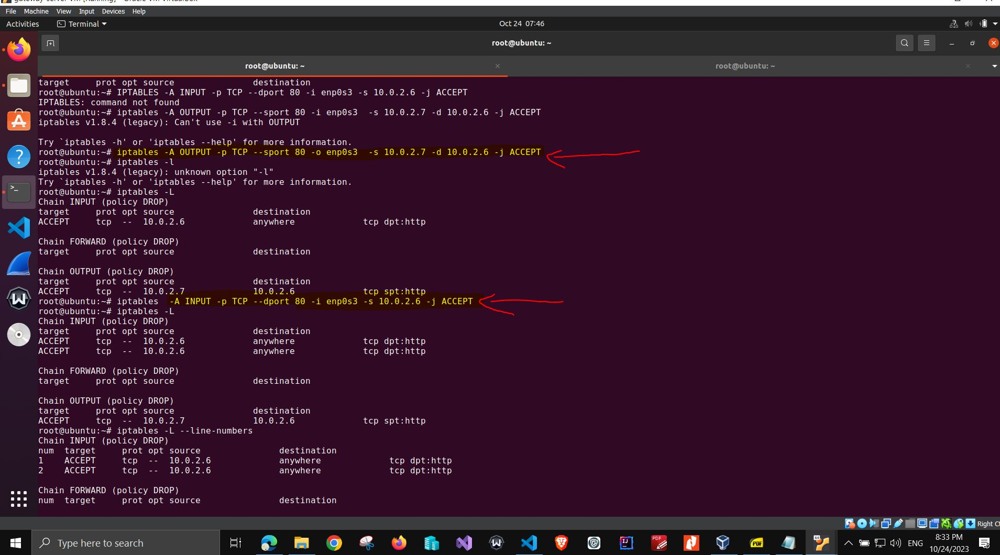 gateway-server VM [Running] - Oracle VM VirtualBox
File Machine View Input Devices Help
Activities Terminal Oct 24 07:46
root@ubuntu: ~
root@ubuntu: ~ root@ubuntu: ~
target     prot opt source               destination
root@ubuntu:~# IPTABLES -A INPUT -p TCP --dport 80 -i enp0s3 -s 10.0.2.6 -j ACCEPT
IPTABLES: command not found
root@ubuntu:~# iptables -A OUTPUT -p TCP --sport 80 -i enp0s3  -s 10.0.2.7 -d 10.0.2.6 -j ACCEPT
iptables v1.8.4 (legacy): Can't use -i with OUTPUT
Try `iptables -h' or 'iptables --help' for more information.
root@ubuntu:~# iptables -A OUTPUT -p TCP --sport 80 -o enp0s3  -s 10.0.2.7 -d 10.0.2.6 -j ACCEPT
root@ubuntu:~# iptables -l
iptables v1.8.4 (legacy): unknown option "-l"
Try `iptables -h' or 'iptables --help' for more information.
root@ubuntu:~# iptables -L
Chain INPUT (policy DROP)
target     prot opt source               destination
ACCEPT     tcp  --  10.0.2.6             anywhere             tcp dpt:http
Chain FORWARD (policy DROP)
target     prot opt source               destination
Chain OUTPUT (policy DROP)
target     prot opt source               destination
ACCEPT     tcp  --  10.0.2.7             10.0.2.6             tcp spt:http
root@ubuntu:~# iptables  -A INPUT -p TCP --dport 80 -i enp0s3 -s 10.0.2.6 -j ACCEPT
root@ubuntu:~# iptables -L
Chain INPUT (policy DROP)
target     prot opt source               destination
ACCEPT     tcp  --  10.0.2.6             anywhere             tcp dpt:http
ACCEPT     tcp  --  10.0.2.6             anywhere             tcp dpt:http
Chain FORWARD (policy DROP)
target     prot opt source               destination
Chain OUTPUT (policy DROP)
target     prot opt source               destination
ACCEPT     tcp  --  10.0.2.7             10.0.2.6             tcp spt:http
root@ubuntu:~# iptables -L --line-numbers
Chain INPUT (policy DROP)
num  target     prot opt source               destination
1    ACCEPT     tcp  --  10.0.2.6             anywhere             tcp dpt:http
2    ACCEPT     tcp  --  10.0.2.6             anywhere             tcp dpt:http
Chain FORWARD (policy DROP)
num  target     prot opt source               destination
Right C
Type here to search
ENG
8:33 PM
10/24/2023